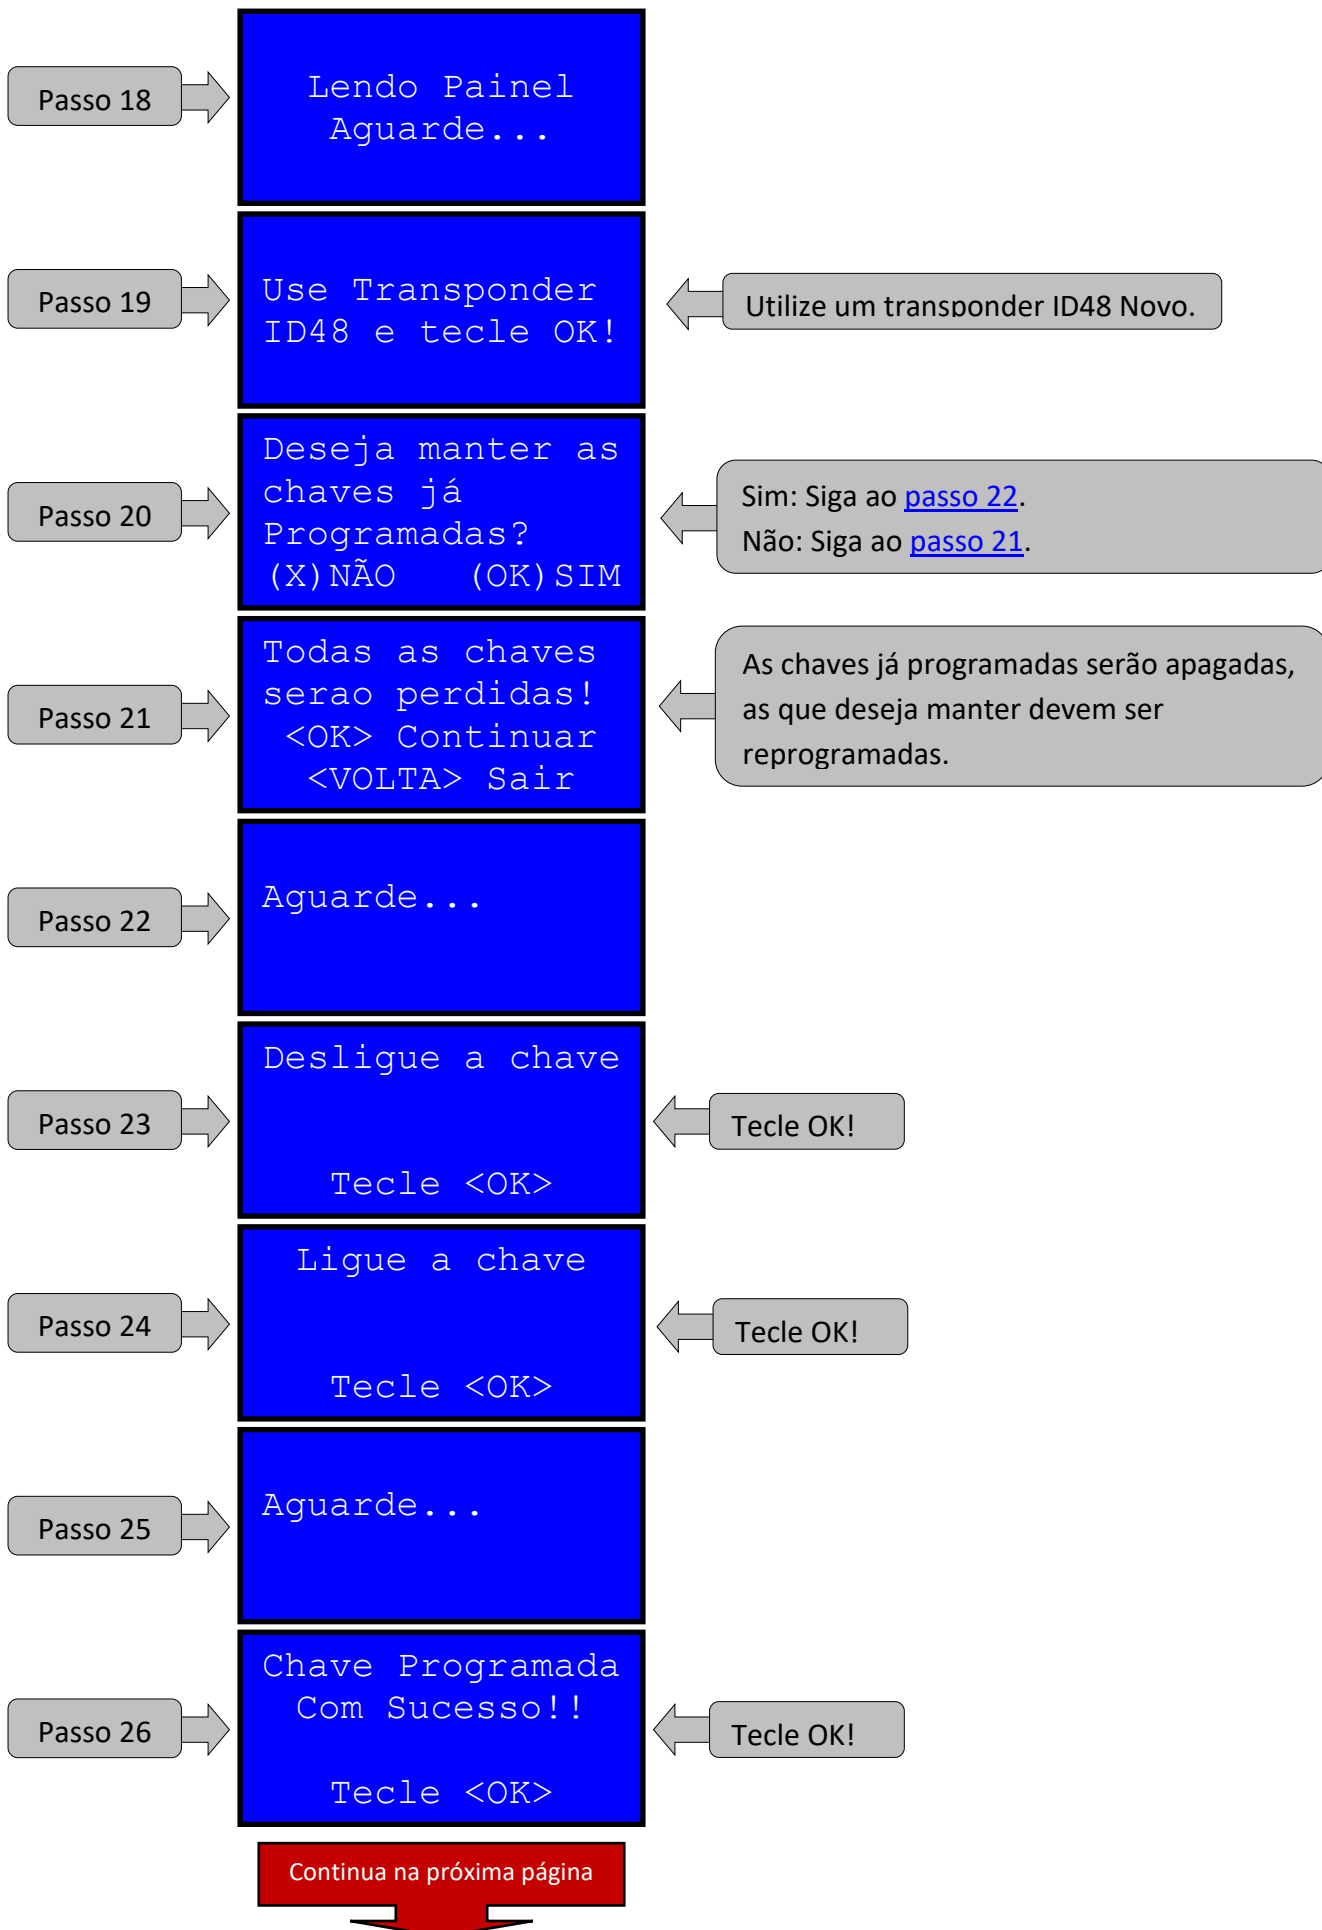 Passo 18
Lendo Painel
Aguarde...
Passo 19
Use Transponder
ID48 e tecle OK!
Utilize um transponder ID48 Novo.
Passo 20
Deseja manter as
chaves já
Programadas?
(X)NÃO (OK)SIM
Sim: Siga ao passo 22.
Não: Siga ao passo 21.
Passo 21
Todas as chaves
serao perdidas!
<OK> Continuar
<VOLTA> Sair
As chaves já programadas serão apagadas,
as que deseja manter devem ser
reprogramadas.
Passo 22
Aguarde...
Passo 23
Desligue a chave
Tecle <OK>
Tecle OK!
Passo 24
Ligue a chave
Tecle <OK>
Tecle OK!
Passo 25
Aguarde...
Passo 26
Chave Programada
Com Sucesso!!
Tecle <OK>
Tecle OK!
Continua na próxima página